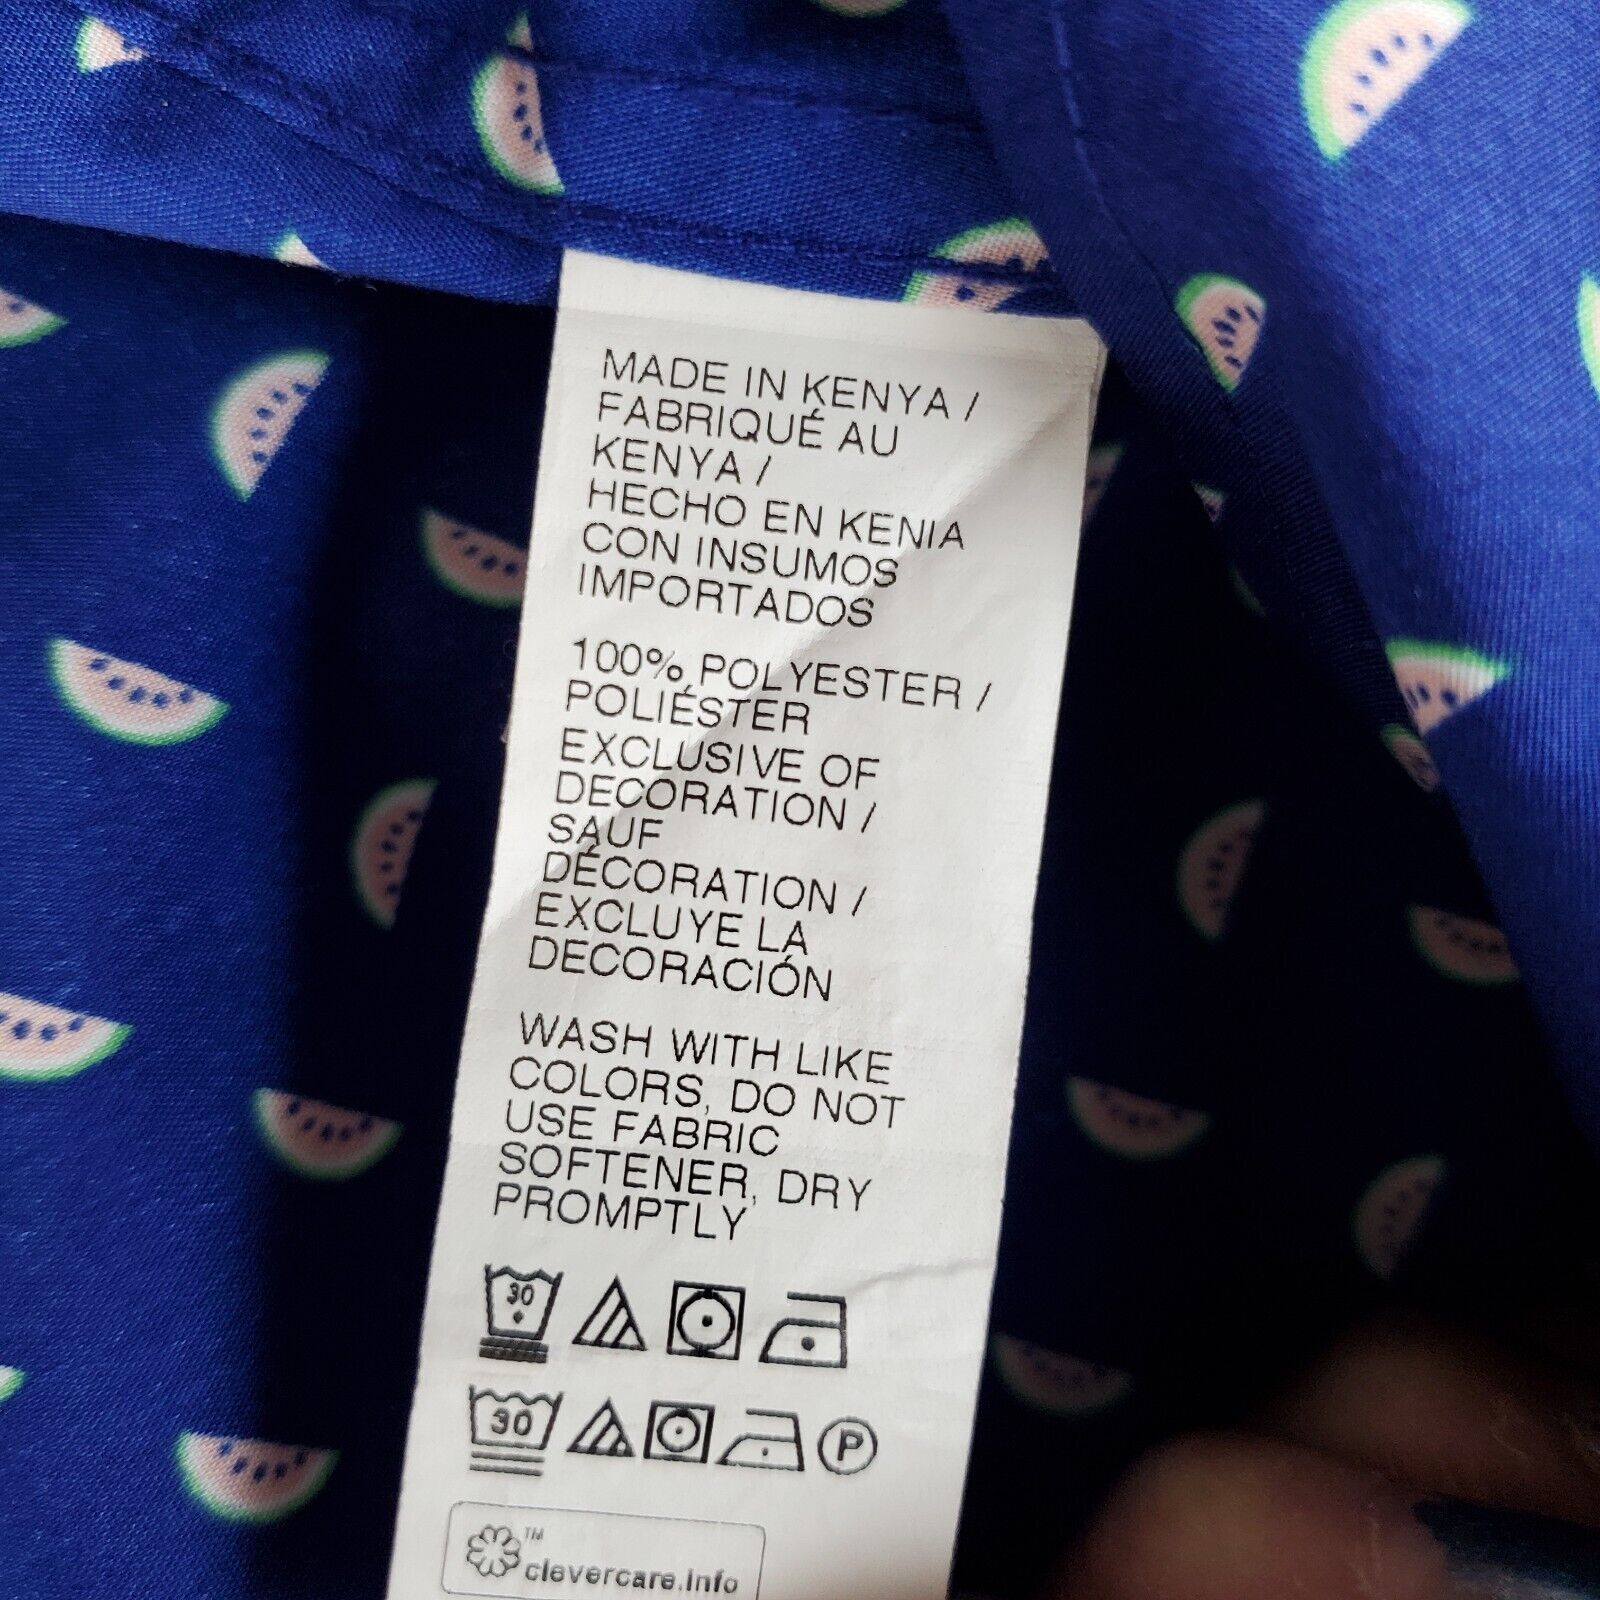 MADE IN KENYA /
FABRIQUÉ AU
KENYA /
HECHO EN KENIA
CON INSUMOS
IMPORTADOS
100% POLYESTER /
POLIÉSTER
EXCLUSIVE OF
DECORATION /
SAUF
DÉCORATION /
EXCLUYE LA
DECORACIÓN
WASH WITH LIKE
COLORS, DO NOT
USE FABRIC
SOFTENER, DRY
PROMPTLY
30
30 P
TM
clevercare.info